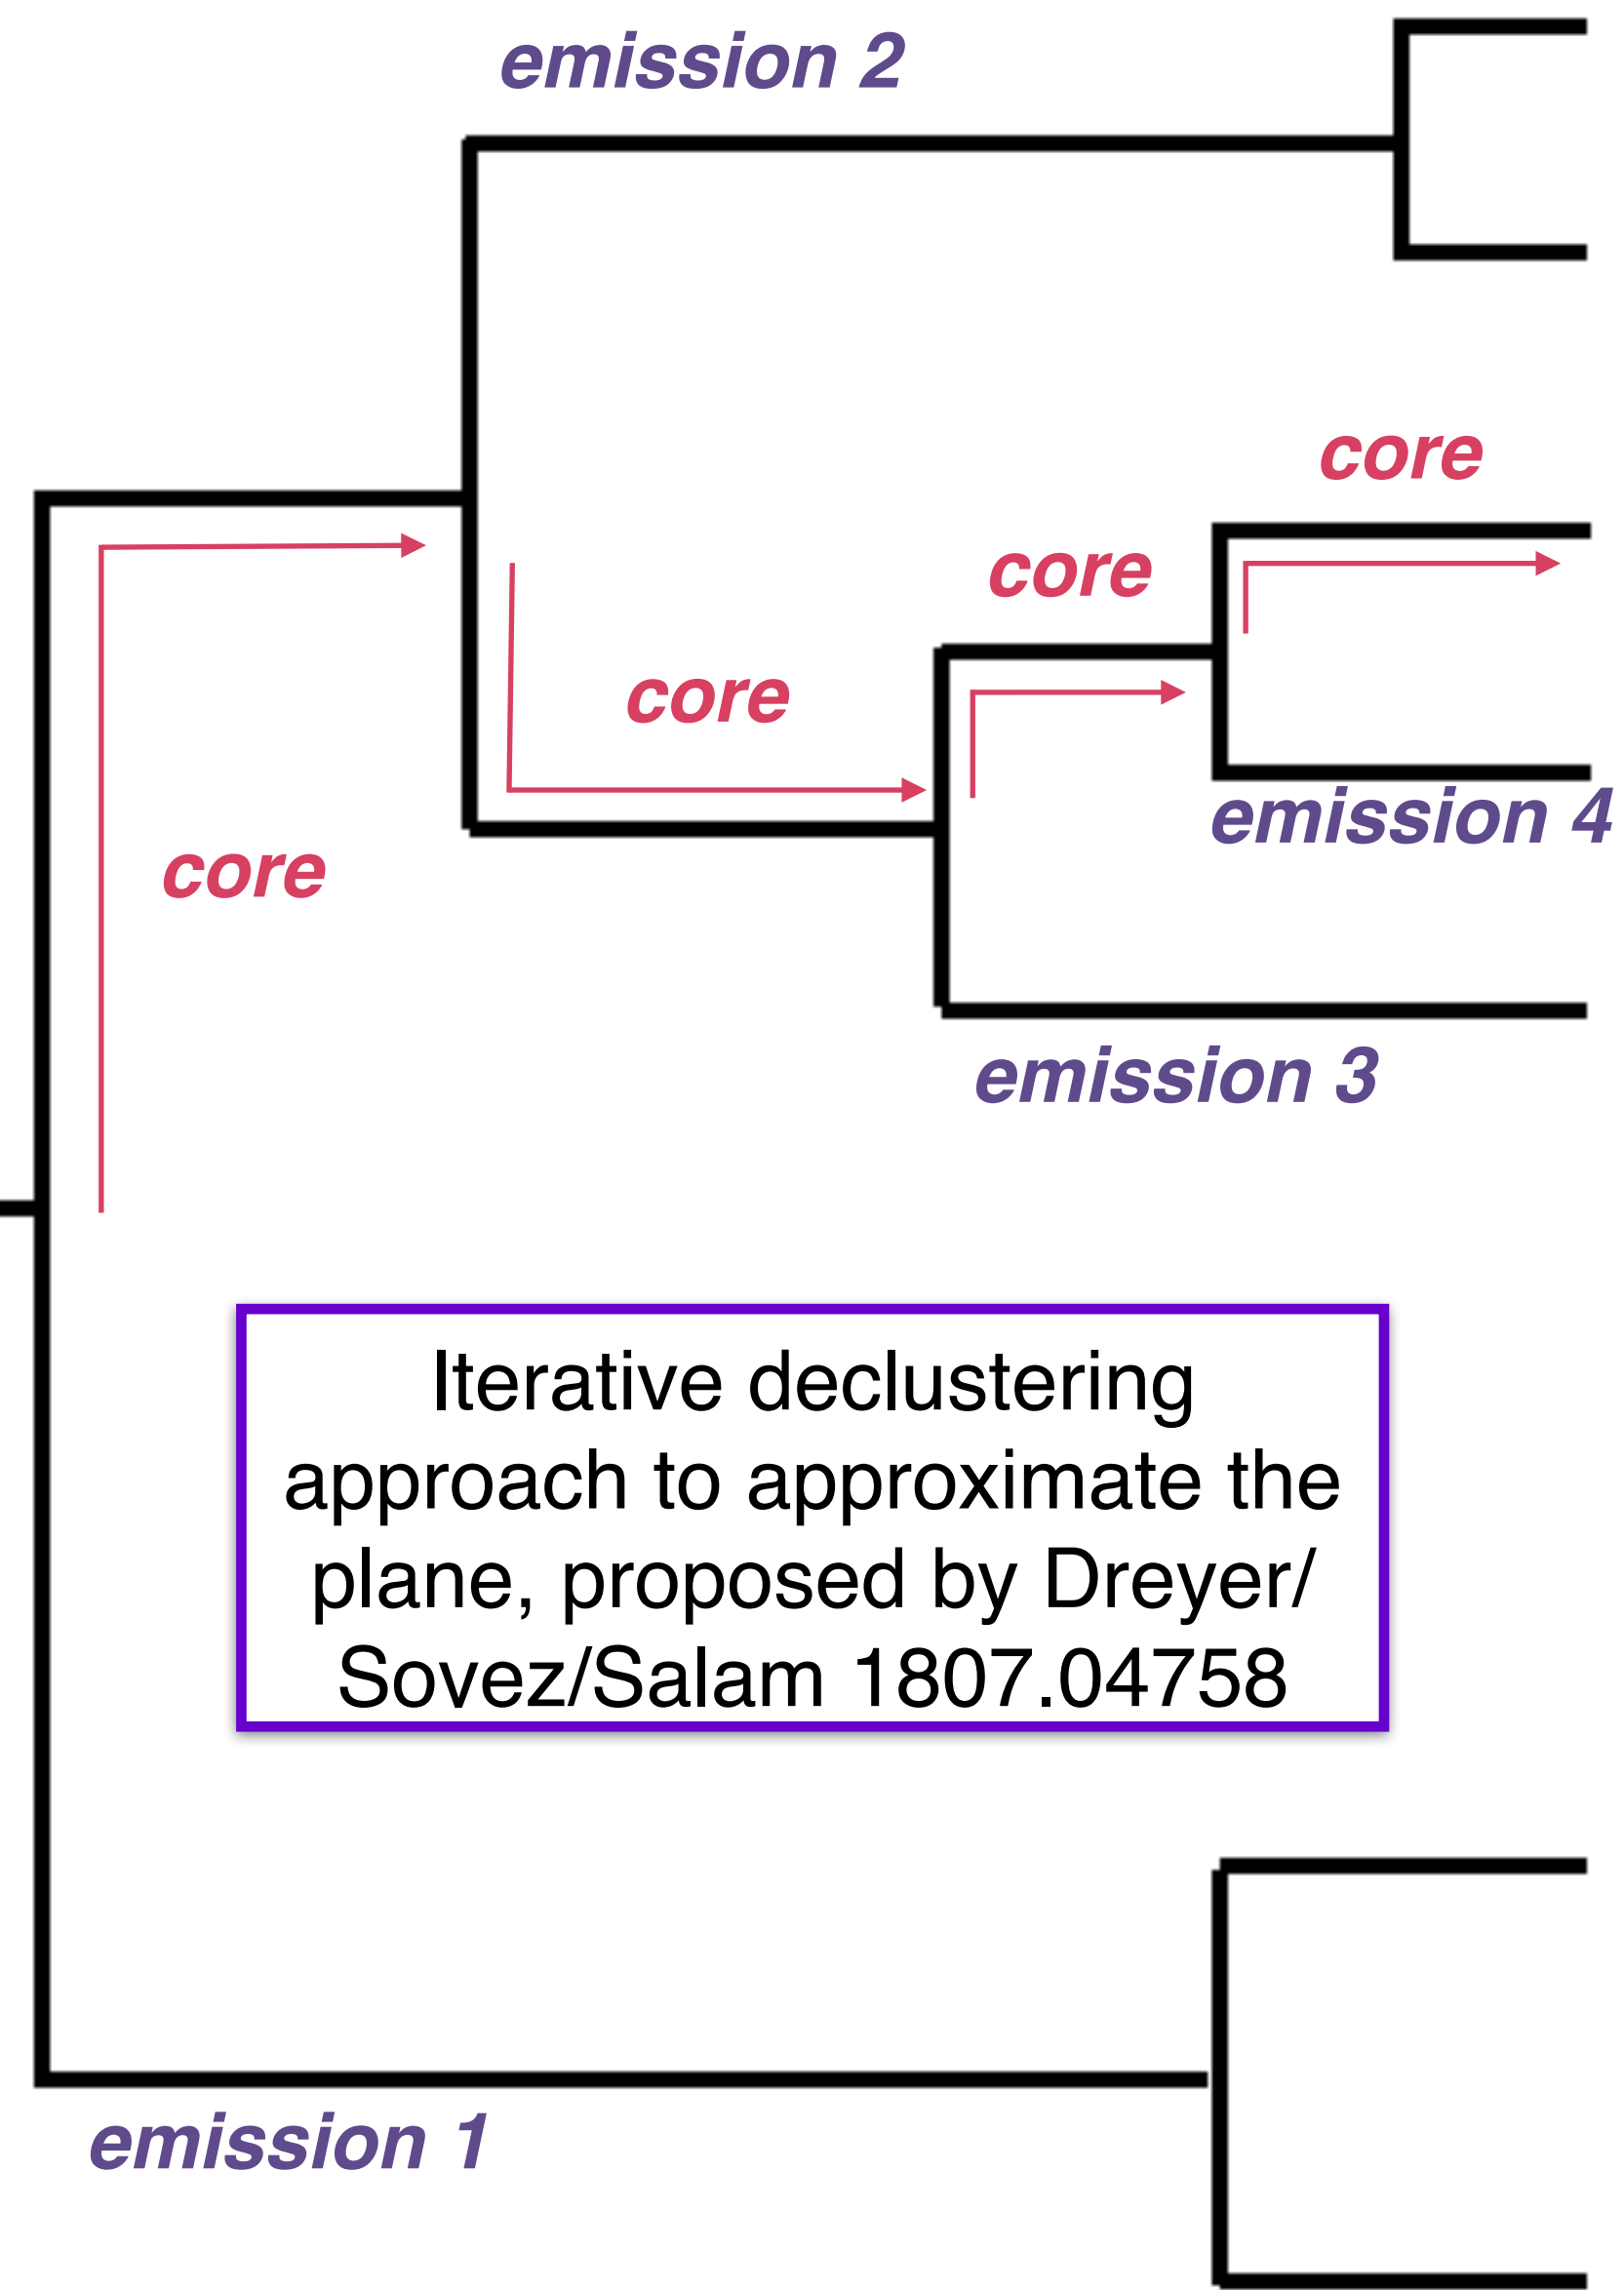 emission 2
core
core
core
core
emission 4
emission 3
Iterative declustering
approach to approximate the
plane, proposed by Dreyer/
Sovez/Salam 1807.04758
emission 1